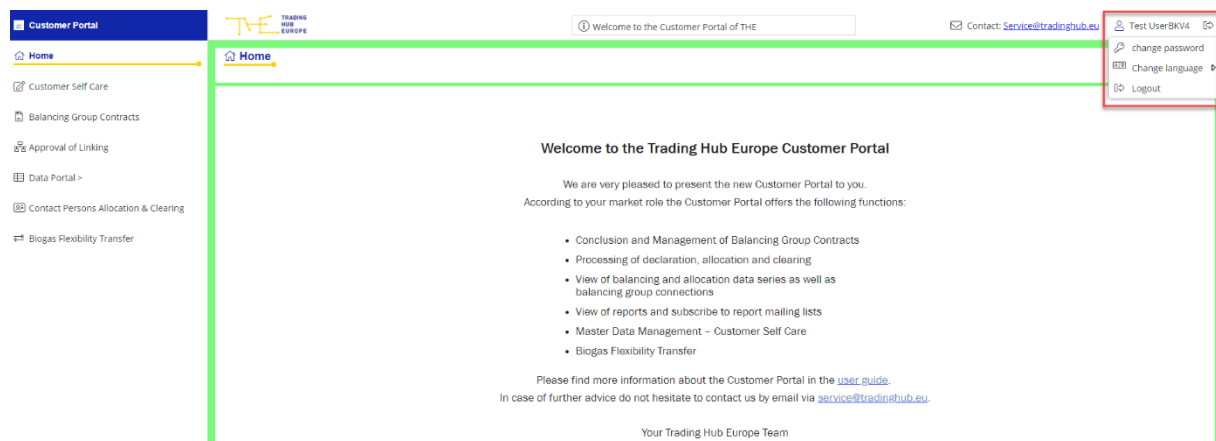 Customer Portal
THE TRADING
HUB
EUROPE
Welcome to the Customer Portal of THE
Contact: Service@tradinghub.eu
Test UserBKV4
change password
Change language
Logout
Home
Customer Self Care
Balancing Group Contracts
Approval of Linking
Data Portal >
Contact Persons Allocation & Clearing
Biogas Flexibility Transfer
Home
Welcome to the Trading Hub Europe Customer Portal
We are very pleased to present the new Customer Portal to you.
According to your market role the Customer Portal offers the following functions:
• Conclusion and Management of Balancing Group Contracts
• Processing of declaration, allocation and clearing
• View of balancing and allocation data series as well as
balancing group connections
• View of reports and subscribe to report mailing lists
• Master Data Management – Customer Self Care
• Biogas Flexibility Transfer
Please find more information about the Customer Portal in the user guide.
In case of further advice do not hesitate to contact us by email via service@tradinghub.eu.
Your Trading Hub Europe Team